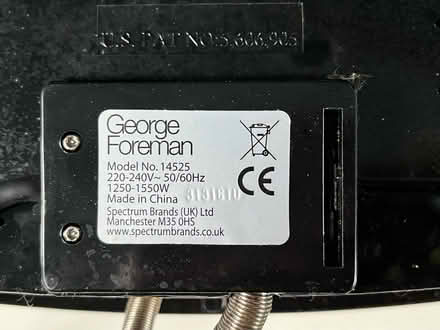 U.S. PAT NO:5,606,905
George
Foreman
Model No. 14525
220-240V~ 50/60Hz
1250-1550W
Made in China
Spectrum Brands (UK) Ltd
Manchester M35 0HS
www.spectrumbrands.co.uk
CE